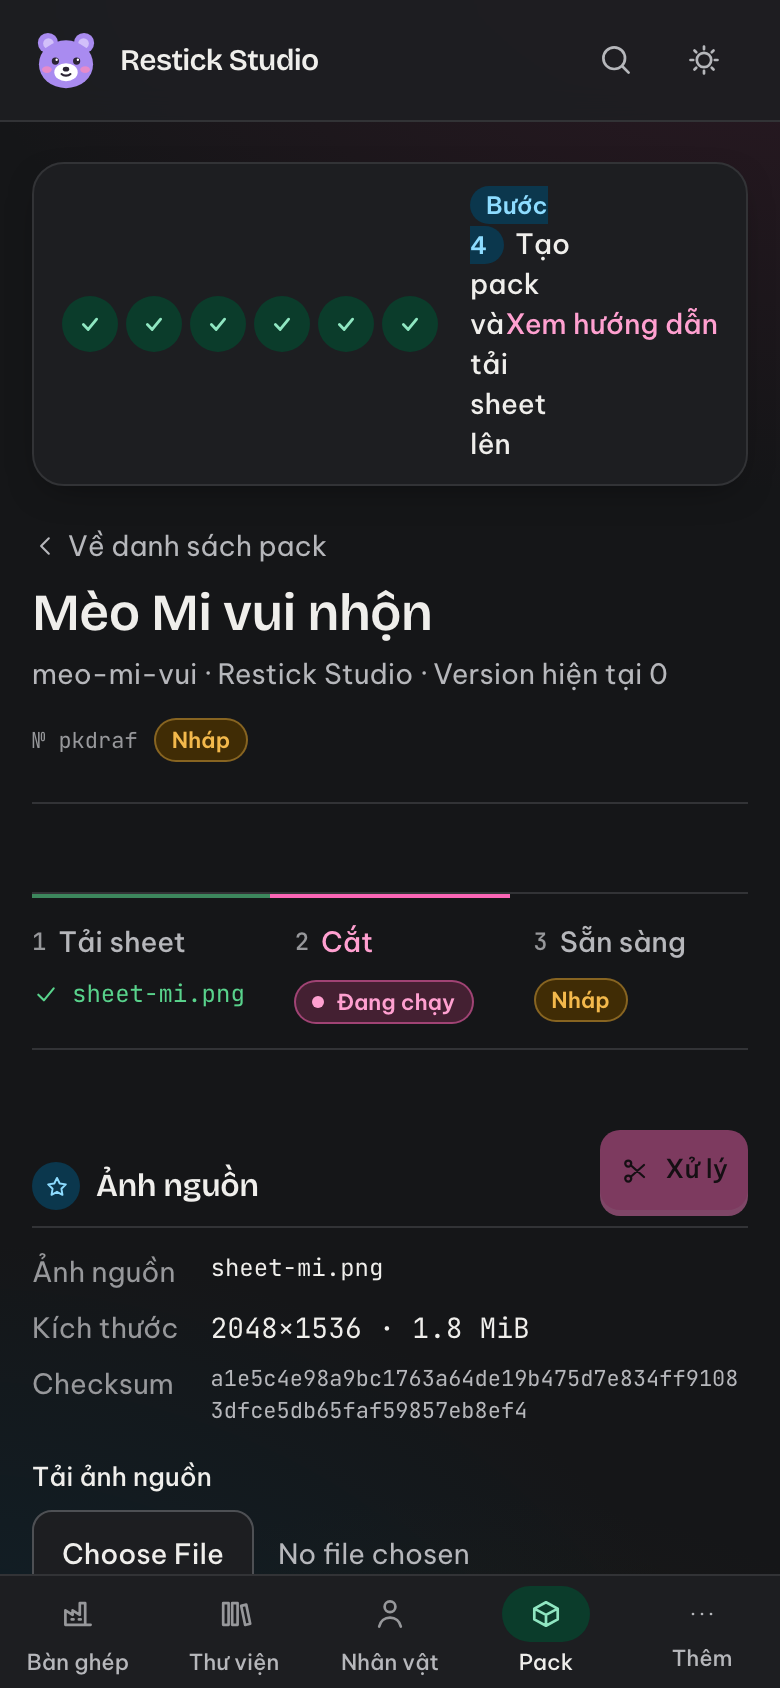 Restick Studio
Bước
4 Tạo
pack
và Xem hướng dẫn
tải
sheet
lên
Về danh sách pack
Mèo Mi vui nhộn
meo-mi-vui · Restick Studio · Version hiện tại 0
№ pkdraf Nháp
1 Tải sheet 2 Cắt 3 Sẵn sàng
sheet-mi.png Đang chạy Nháp
Ảnh nguồn Xử lý
Ảnh nguồn sheet-mi.png
Kích thước 2048×1536 · 1.8 MiB
Checksum a1e5c4e98a9bc1763a64de19b475d7e834ff9108
3dfce5db65faf59857eb8ef4
Tải ảnh nguồn
Choose File No file chosen
Bàn ghép Thư viện Nhân vật Pack Thêm